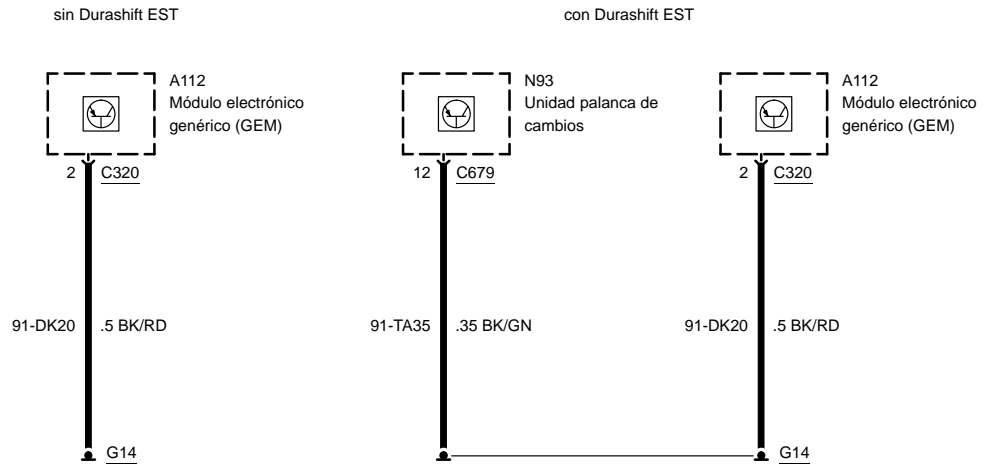 sin Durashift EST
con Durashift EST
A112
Módulo electrónico
genérico (GEM)
N93
Unidad palanca de
cambios
A112
Módulo electrónico
genérico (GEM)
2 C320
12 C679
2 C320
91-DK20 .5 BK/RD
91-TA35 .35 BK/GN
91-DK20 .5 BK/RD
G14
G14